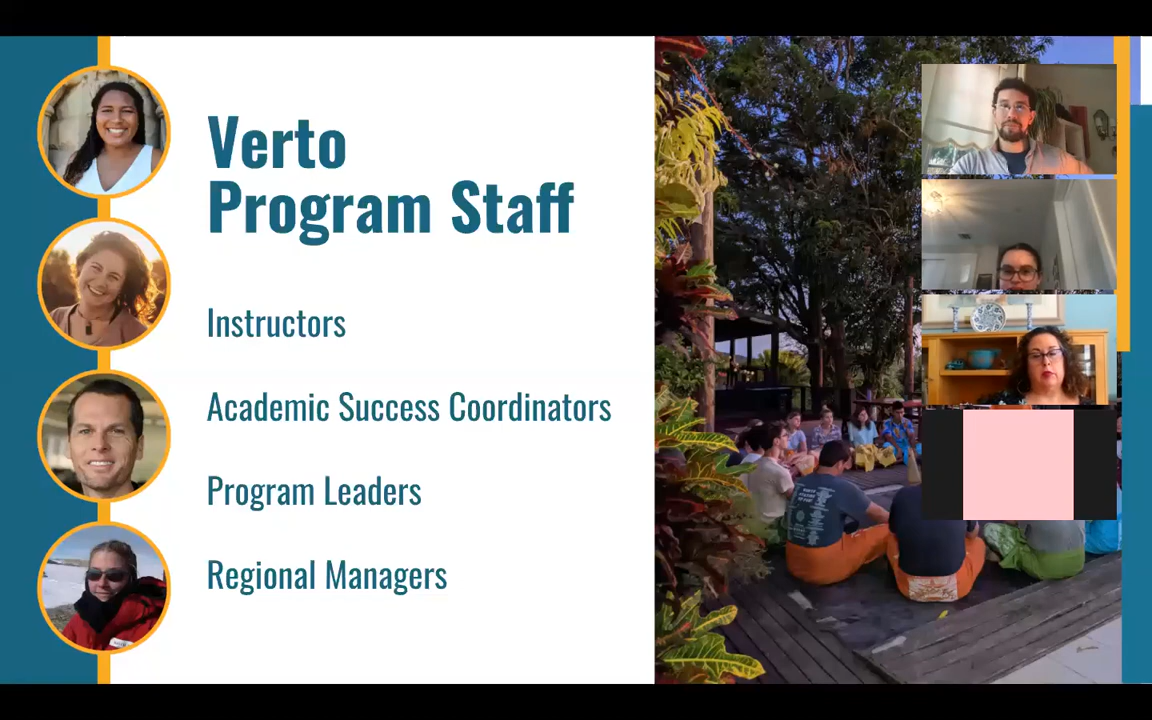 Verto
Program Staff
Instructors
Academic Success Coordinators
Program Leaders
Regional Managers